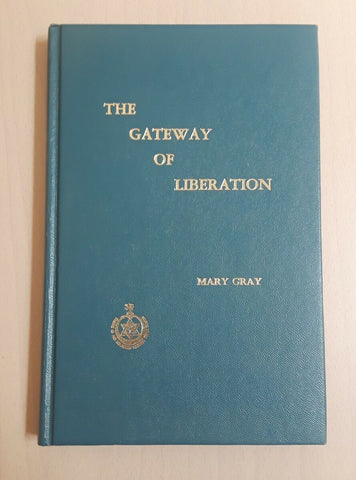 THE
GATEWAY
OF
LIBERATION
MARY GRAY